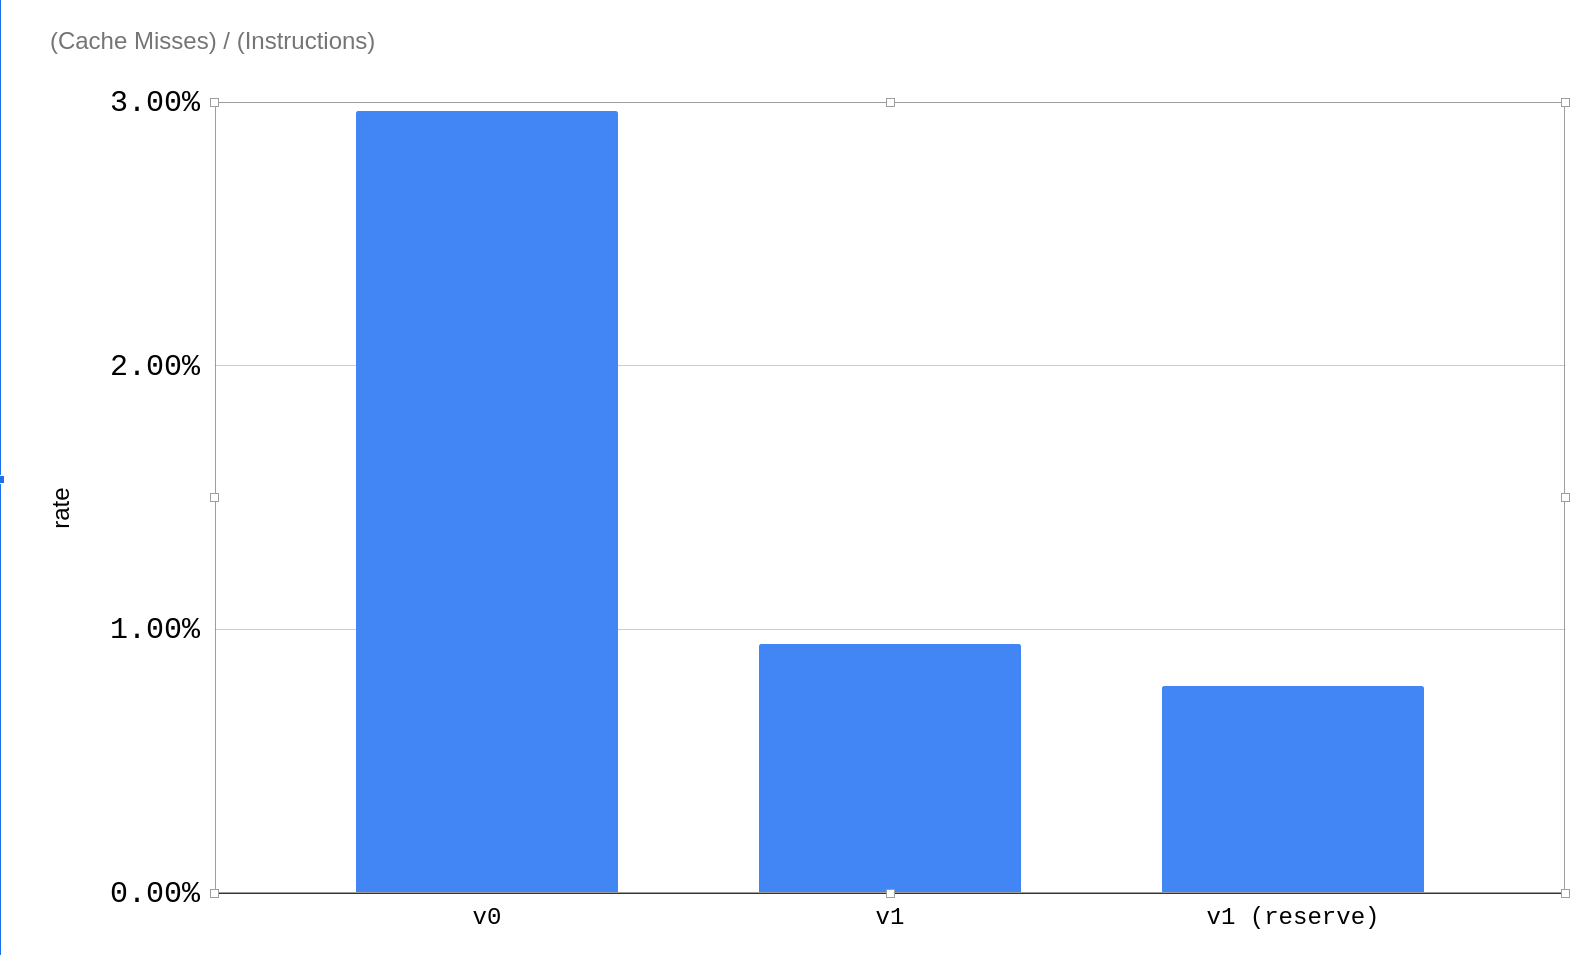 (Cache Misses) / (Instructions)
3.00%
2.00%
1.00%
0.00%
rate
v0
v1
v1 (reserve)